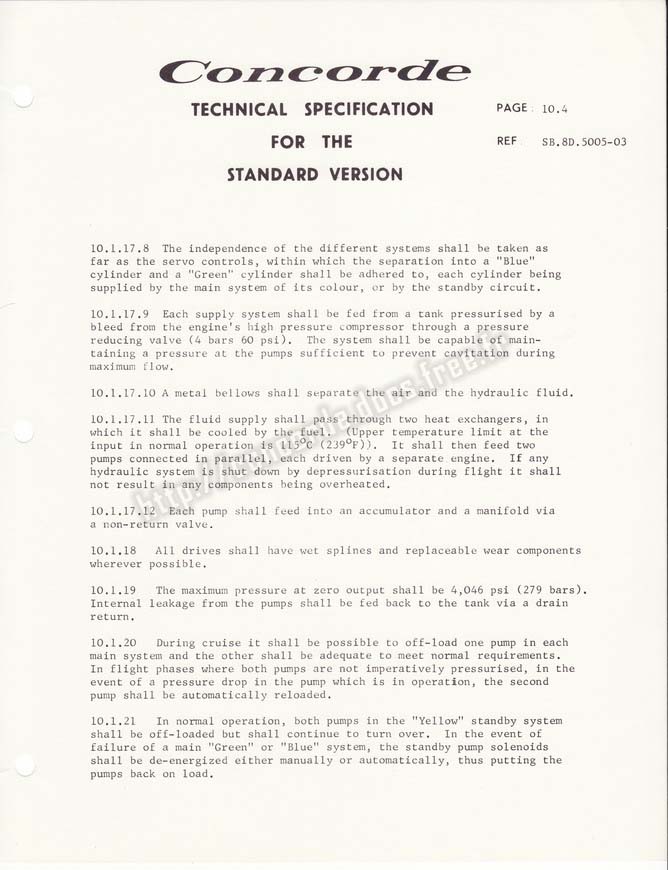 Concorde
TECHNICAL SPECIFICATION
FOR THE
STANDARD VERSION
PAGE: 10.4
REF SB.8D.5005-03
10.1.17.8 The independence of the different systems shall be taken as
far as the servo controls, within which the separation into a "Blue"
cylinder and a "Green" cylinder shall be adhered to, each cylinder being
supplied by the main system of its colour, or by the standby circuit.
10.1.17.9 Each supply system shall be fed from a tank pressurised by a
bleed from the engine's high pressure compressor through a pressure
reducing valve (4 bars 60 psi). The system shall be capable of main-
taining a pressure at the pumps sufficient to prevent cavitation during
maximum flow.
10.1.17.10 A metal bellows shall separate the air and the hydraulic fluid.
10.1.17.11 The fluid supply shall pass through two heat exchangers, in
which it shall be cooled by the fuel. (Upper temperature limit at the
input in normal operation is 115°C (239°F)). It shall then feed two
pumps connected in parallel, each driven by a separate engine. If any
hydraulic system is shut down by depressurisation during flight it shall
not result in any components being overheated.
10.1.17.12 Each pump shall feed into an accumulator and a manifold via
a non-return valve.
10.1.18 All drives shall have wet splines and replaceable wear components
wherever possible.
10.1.19 The maximum pressure at zero output shall be 4,046 psi (279 bars).
Internal leakage from the pumps shall be fed back to the tank via a drain
return.
10.1.20 During cruise it shall be possible to off-load one pump in each
main system and the other shall be adequate to meet normal requirements.
In flight phases where both pumps are not imperatively pressurised, in the
event of a pressure drop in the pump which is in operation, the second
pump shall be automatically reloaded.
10.1.21 In normal operation, both pumps in the "Yellow" standby system
shall be off-loaded but shall continue to turn over. In the event of
failure of a main "Green" or "Blue" system, the standby pump solenoids
shall be de-energized either manually or automatically, thus putting the
pumps back on load.